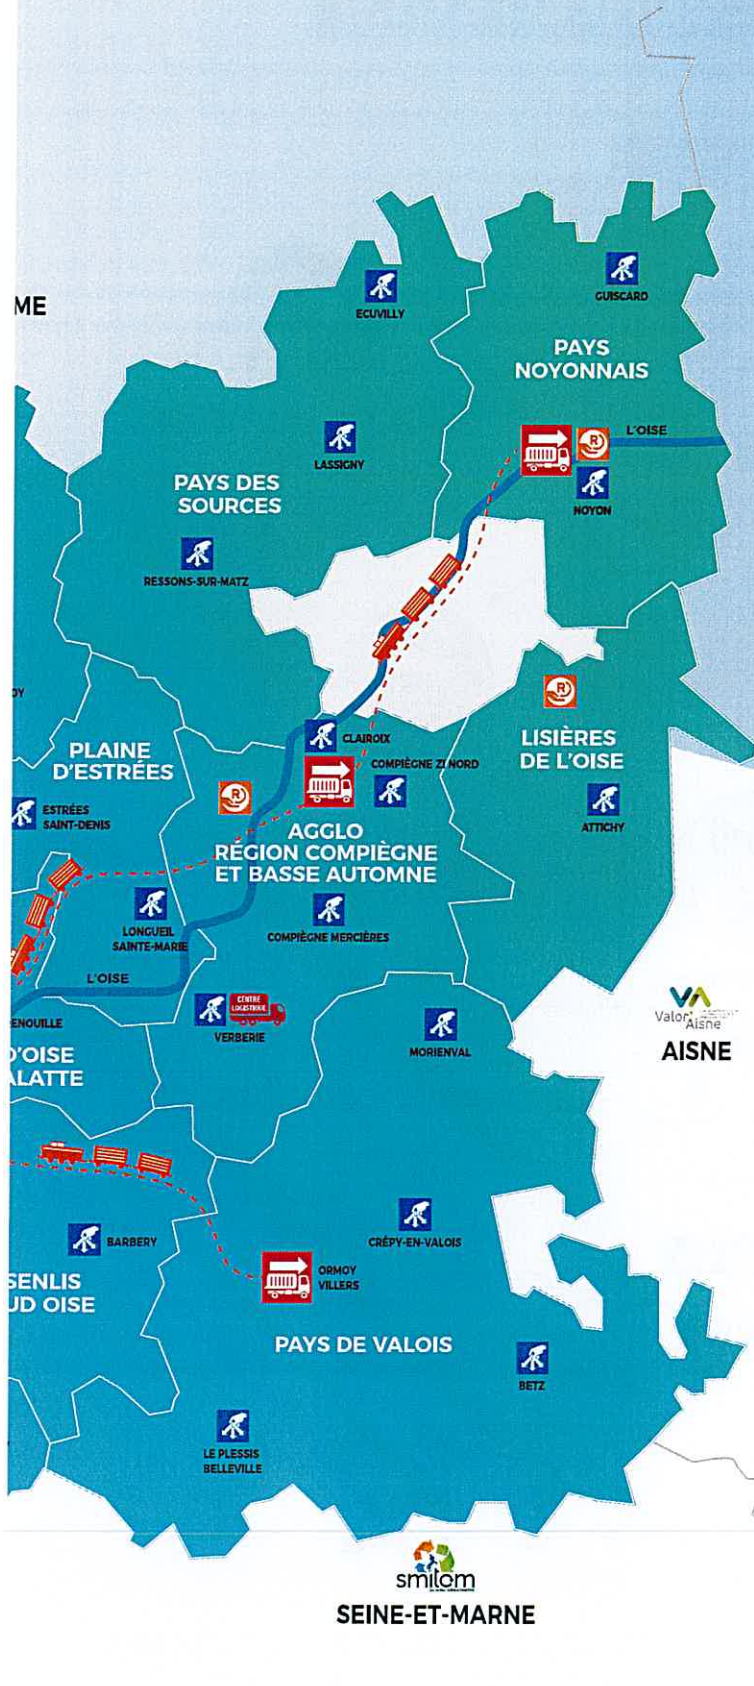 ME
ECUVILLY
GUISCARD
PAYS
NOYONNAIS
L'OISE
NOYON
LASSIGNY
PAYS DES
SOURCES
RESSONS-SUR-MATZ
LISIÈRES
DE L'OISE
ATTICHY
CLAIROIX
COMPIÈGNE ZI NORD
PLAINE
D'ESTRÉES
ESTRÉES
SAINT-DENIS
AGGLO
RÉGION COMPIÈGNE
ET BASSE AUTOMNE
COMPIÈGNE MERCIÈRES
LONGUEIL
SAINTE-MARIE
L'OISE
CENTRE
LOGISTIQUE
VERBERIE
ENOUILLE
D'OISE
ALATTE
MORIENVAL
Valor'
Aisne
AISNE
BARBERY
SENLIS
UD OISE
CRÉPY-EN-VALOIS
ORMOY
VILLERS
PAYS DE VALOIS
BETZ
LE PLESSIS
BELLEVILLE
smitom
SEINE-ET-MARNE